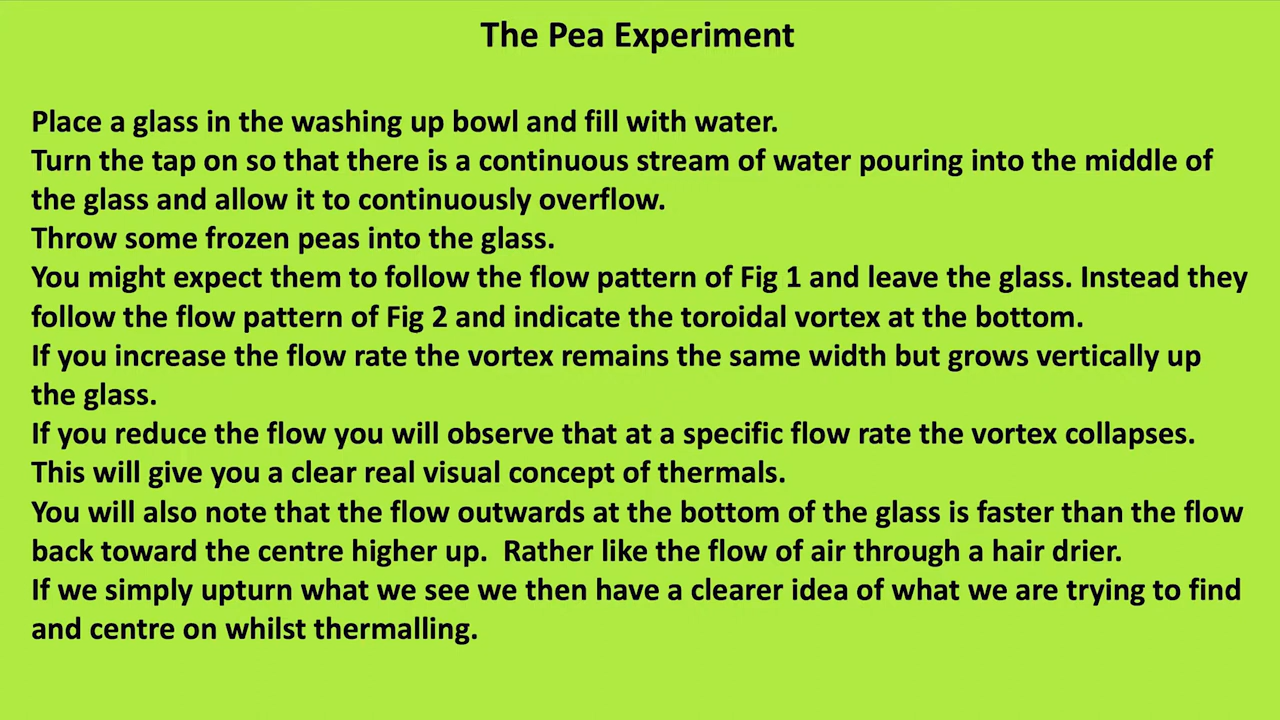 The Pea Experiment
Place a glass in the washing up bowl and fill with water.
Turn the tap on so that there is a continuous stream of water pouring into the middle of
the glass and allow it to continuously overflow.
Throw some frozen peas into the glass.
You might expect them to follow the flow pattern of Fig 1 and leave the glass. Instead they
follow the flow pattern of Fig 2 and indicate the toroidal vortex at the bottom.
If you increase the flow rate the vortex remains the same width but grows vertically up
the glass.
If you reduce the flow you will observe that at a specific flow rate the vortex collapses.
This will give you a clear real visual concept of thermals.
You will also note that the flow outwards at the bottom of the glass is faster than the flow
back toward the centre higher up.  Rather like the flow of air through a hair drier.
If we simply upturn what we see we then have a clearer idea of what we are trying to find
and centre on whilst thermalling.